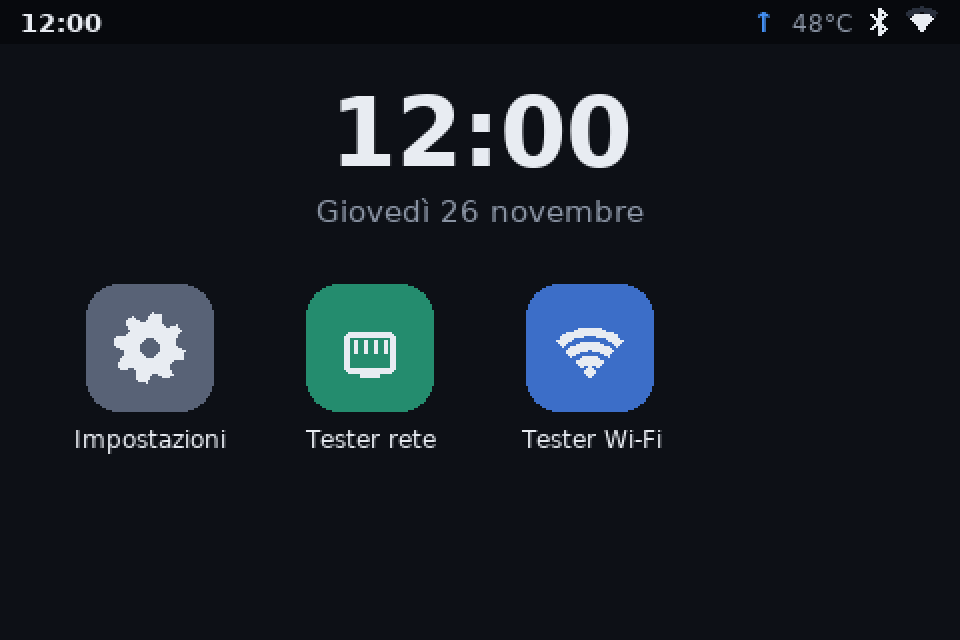 12:00
↑ 48°C
12:00
Giovedì 26 novembre
Impostazioni
Tester rete
Tester Wi-Fi